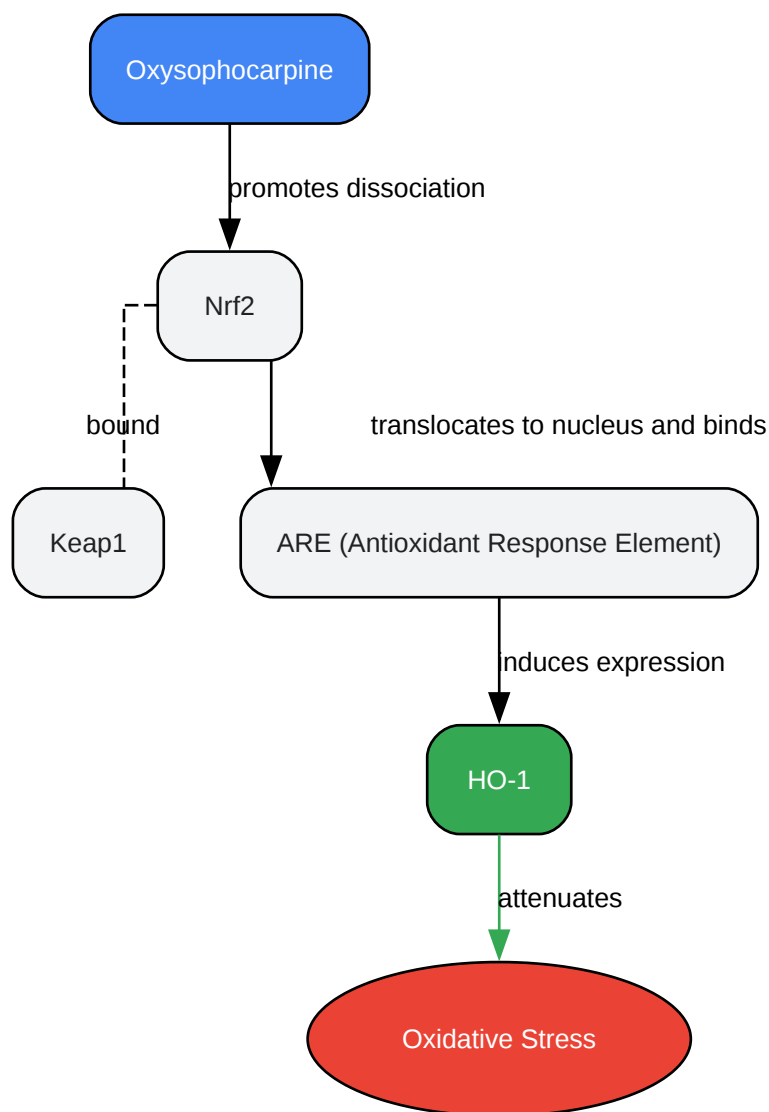 Oxysophocarpine
promotes dissociation
Nrf2
bound
translocates to nucleus and binds
Keap1
ARE (Antioxidant Response Element)
induces expression
HO-1
attenuates
Oxidative Stress